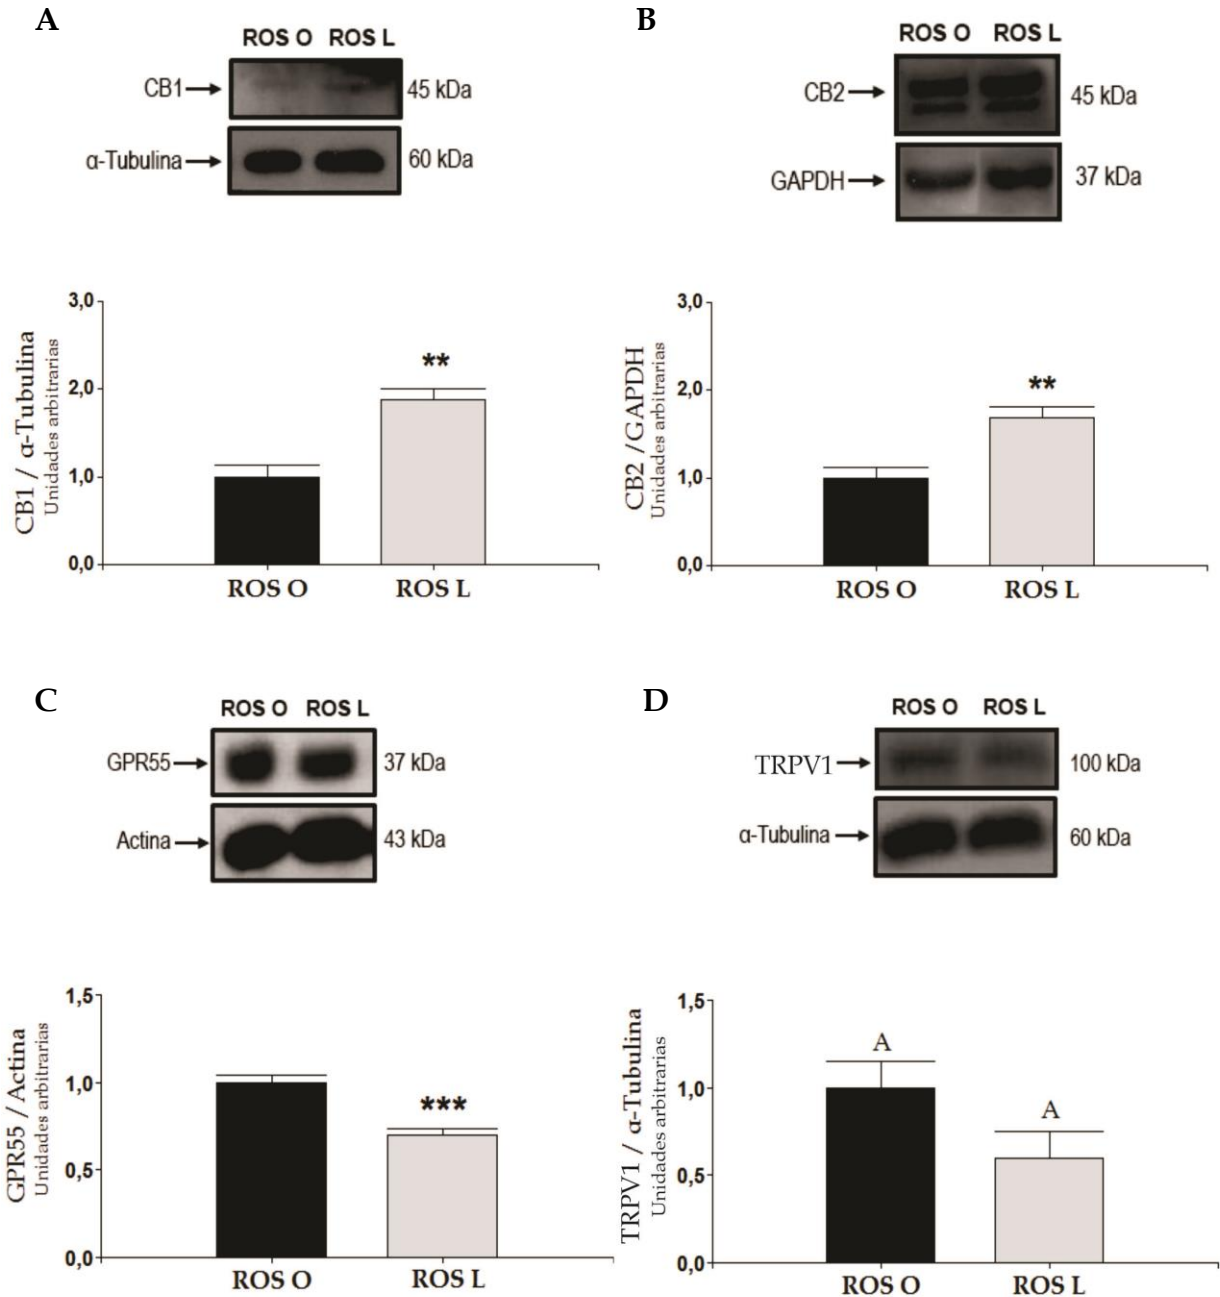 A
ROS O ROS L
CB1
45 kDa
α-Tubulina
60 kDa
3,0
2,0
1,0
0,0
CB1 / α-Tubulina
Unidades arbitrarias
**
ROS O
ROS L
B
ROS O ROS L
CB2
45 kDa
GAPDH
37 kDa
3,0
2,0
1,0
0,0
CB2 /GAPDH
Unidades arbitrarias
**
ROS O
ROS L
C
ROS O ROS L
GPR55
37 kDa
Actina
43 kDa
1,5
1,0
0,5
0,0
GPR55 /Actina
Unidades arbitrarias
***
ROS O
ROS L
D
ROS O ROS L
TRPV1
100 kDa
α-Tubulina
60 kDa
1,5
1,0
0,5
0,0
TRPV1 / α-Tubulina
Unidades arbitrarias
A
A
ROS O
ROS L